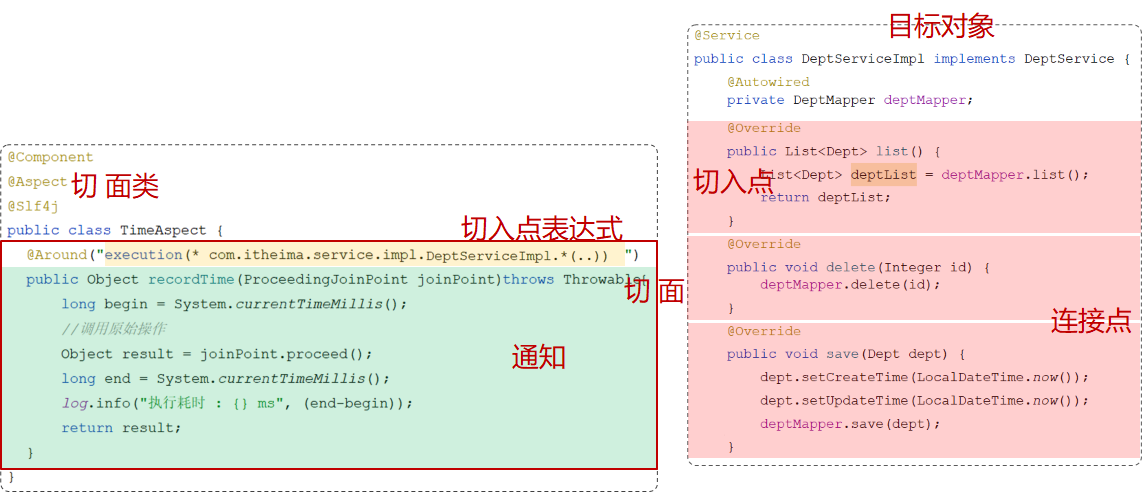 @Component
@Aspect
切 面类
@Slf4j
public class TimeAspect {
切入点表达式
@Around("execution(* com.itheima.service.impl.DeptServiceImpl.*(..)) ")
public Object recordTime(ProceedingJoinPoint joinPoint)throws Throwable{
切 面
long begin = System.currentTimeMillis();
//调用原始操作
Object result = joinPoint.proceed();
通知
long end = System.currentTimeMillis();
log.info("执行耗时 : {} ms", (end-begin));
return result;
}
}
目标对象
@Service
public class DeptServiceImpl implements DeptService {
@Autowired
private DeptMapper deptMapper;
@Override
public List<Dept> list() {
切入点
List<Dept> deptList = deptMapper.list();
return deptList;
}
@Override
public void delete(Integer id) {
deptMapper.delete(id);
}
连接点
@Override
public void save(Dept dept) {
dept.setCreateTime(LocalDateTime.now());
dept.setUpdateTime(LocalDateTime.now());
deptMapper.save(dept);
}